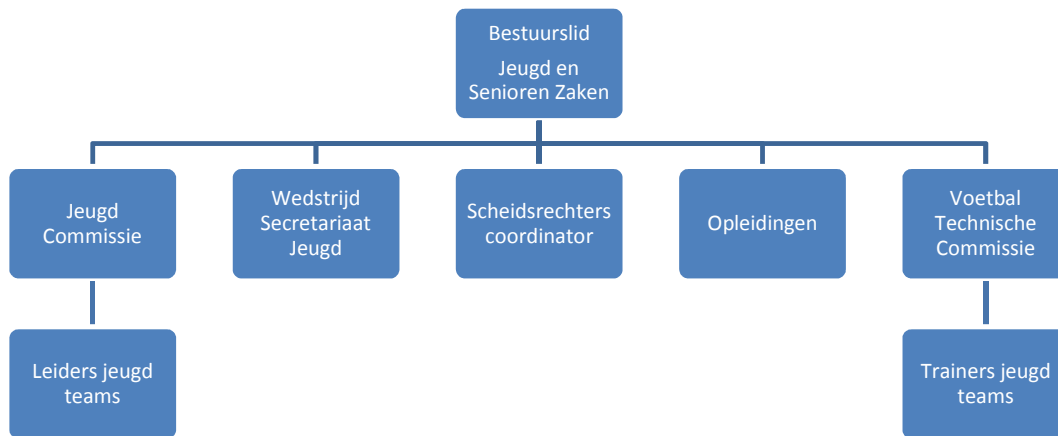 Bestuurslid
Jeugd en
Senioren Zaken
Jeugd
Commissie
Wedstrijd
Secretariaat
Jeugd
Scheidsrechters
coordinator
Opleidingen
Voetbal
Technische
Commissie
Leiders jeugd
teams
Trainers jeugd
teams